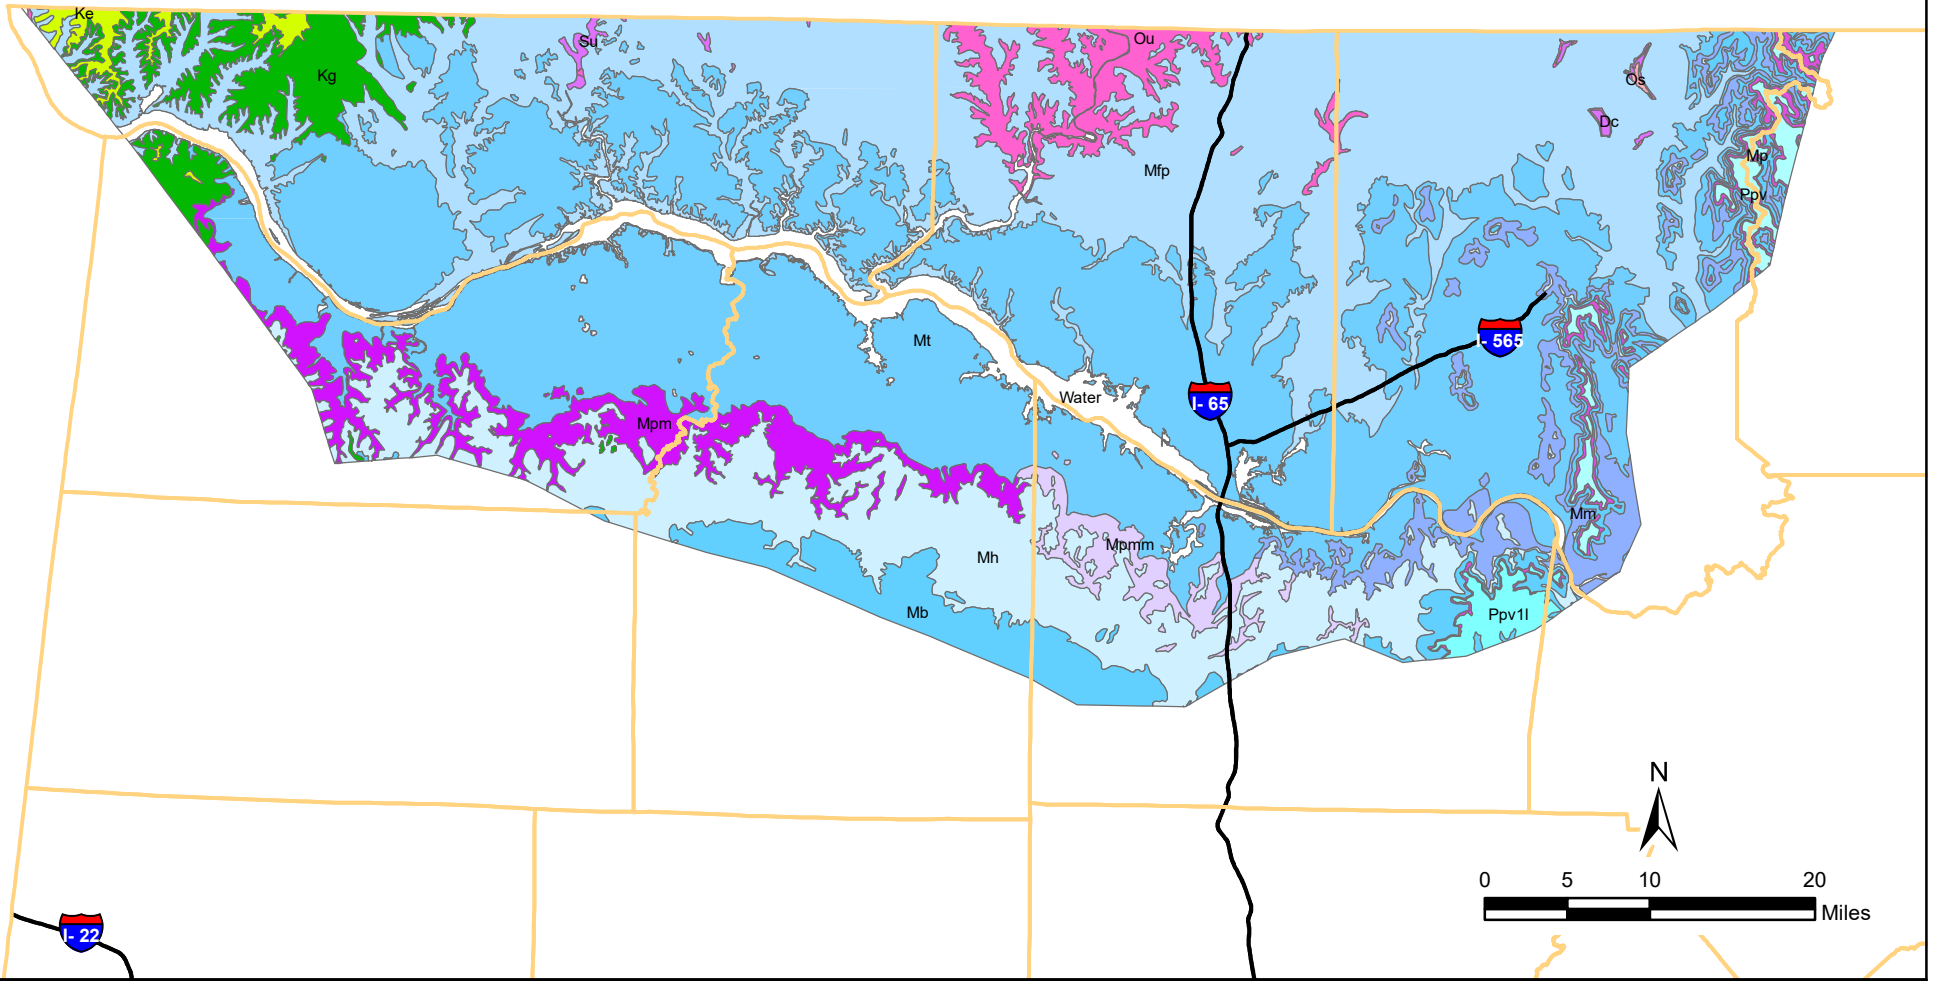 Ke
Su
Ou
Kg
Os
Dc
Mfp
Mp
Ppv
Mt
I- 565
Water
I- 65
Mpm
Mm
Mpmm
Mh
Mb
Ppv1l
N
0 5 10 20
Miles
I- 22